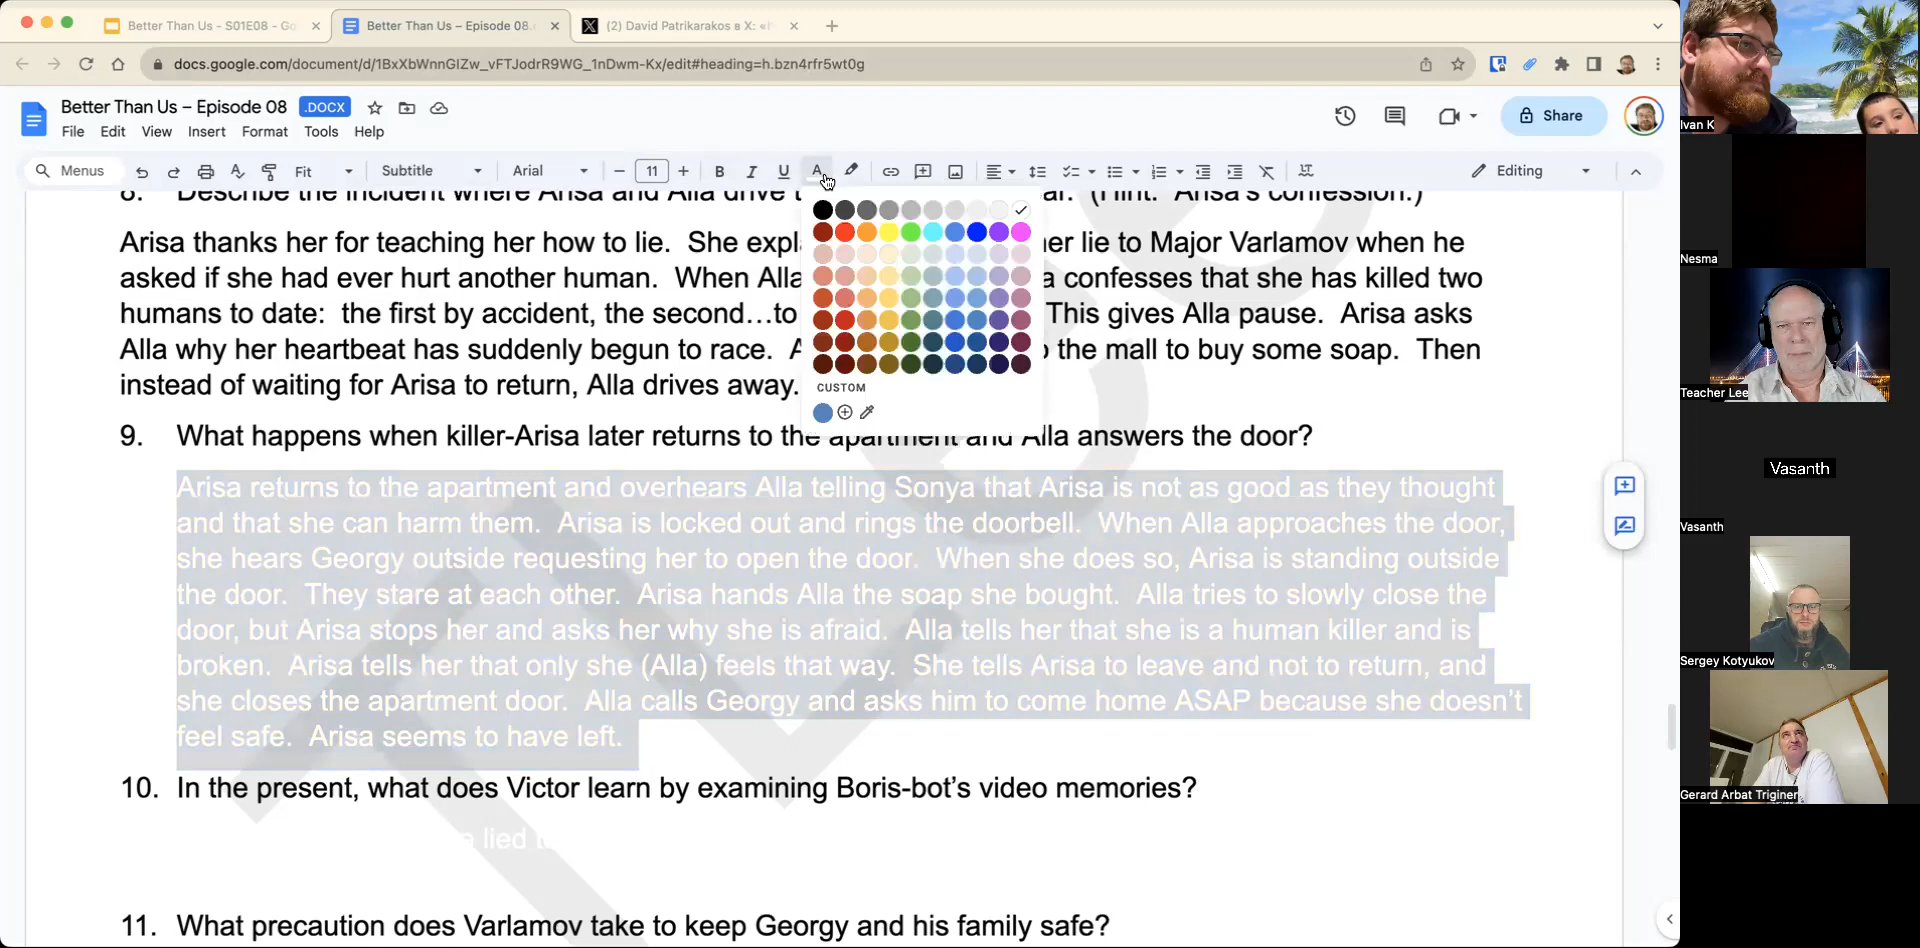 Better Than Us - S01E08 - Go
Better Than Us – Episode 08.
(2) David Patrikarakos в X: «
docs.google.com/document/d/1BxXbWnnGIZw_vFTJodrR9WG_1nDwm-Kx/edit#heading=h.bzn4rfr5wt0g
Better Than Us – Episode 08 .DOCX
Share
File Edit View Insert Format Tools Help
Menus Fit Subtitle Arial 11 B I U A Editing
8. Describe the incident where Arisa and Alla drive (Hint: Arisa's confession.)
Arisa thanks her for teaching her how to lie. She expl er lie to Major Varlamov when he
asked if she had ever hurt another human. When Alla a confesses that she has killed two
humans to date: the first by accident, the second…to This gives Alla pause. Arisa asks
Alla why her heartbeat has suddenly begun to race. A the mall to buy some soap. Then
instead of waiting for Arisa to return, Alla drives away.
CUSTOM
9. What happens when killer-Arisa later returns to the apartment and Alla answers the door?
Arisa returns to the apartment and overhears Alla telling Sonya that Arisa is not as good as they thought
and that she can harm them. Arisa is locked out and rings the doorbell. When Alla approaches the door,
she hears Georgy outside requesting her to open the door. When she does so, Arisa is standing outside
the door. They stare at each other. Arisa hands Alla the soap she bought. Alla tries to slowly close the
door, but Arisa stops her and asks her why she is afraid. Alla tells her that she is a human killer and is
broken. Arisa tells her that only she (Alla) feels that way. She tells Arisa to leave and not to return, and
she closes the apartment door. Alla calls Georgy and asks him to come home ASAP because she doesn't
feel safe. Arisa seems to have left.
10. In the present, what does Victor learn by examining Boris-bot's video memories?
lied
11. What precaution does Varlamov take to keep Georgy and his family safe?
Ivan K
Nesma
Teacher Lee
Vasanth
Vasanth
Sergey Kotyukov
Gerard Arbat Triginer